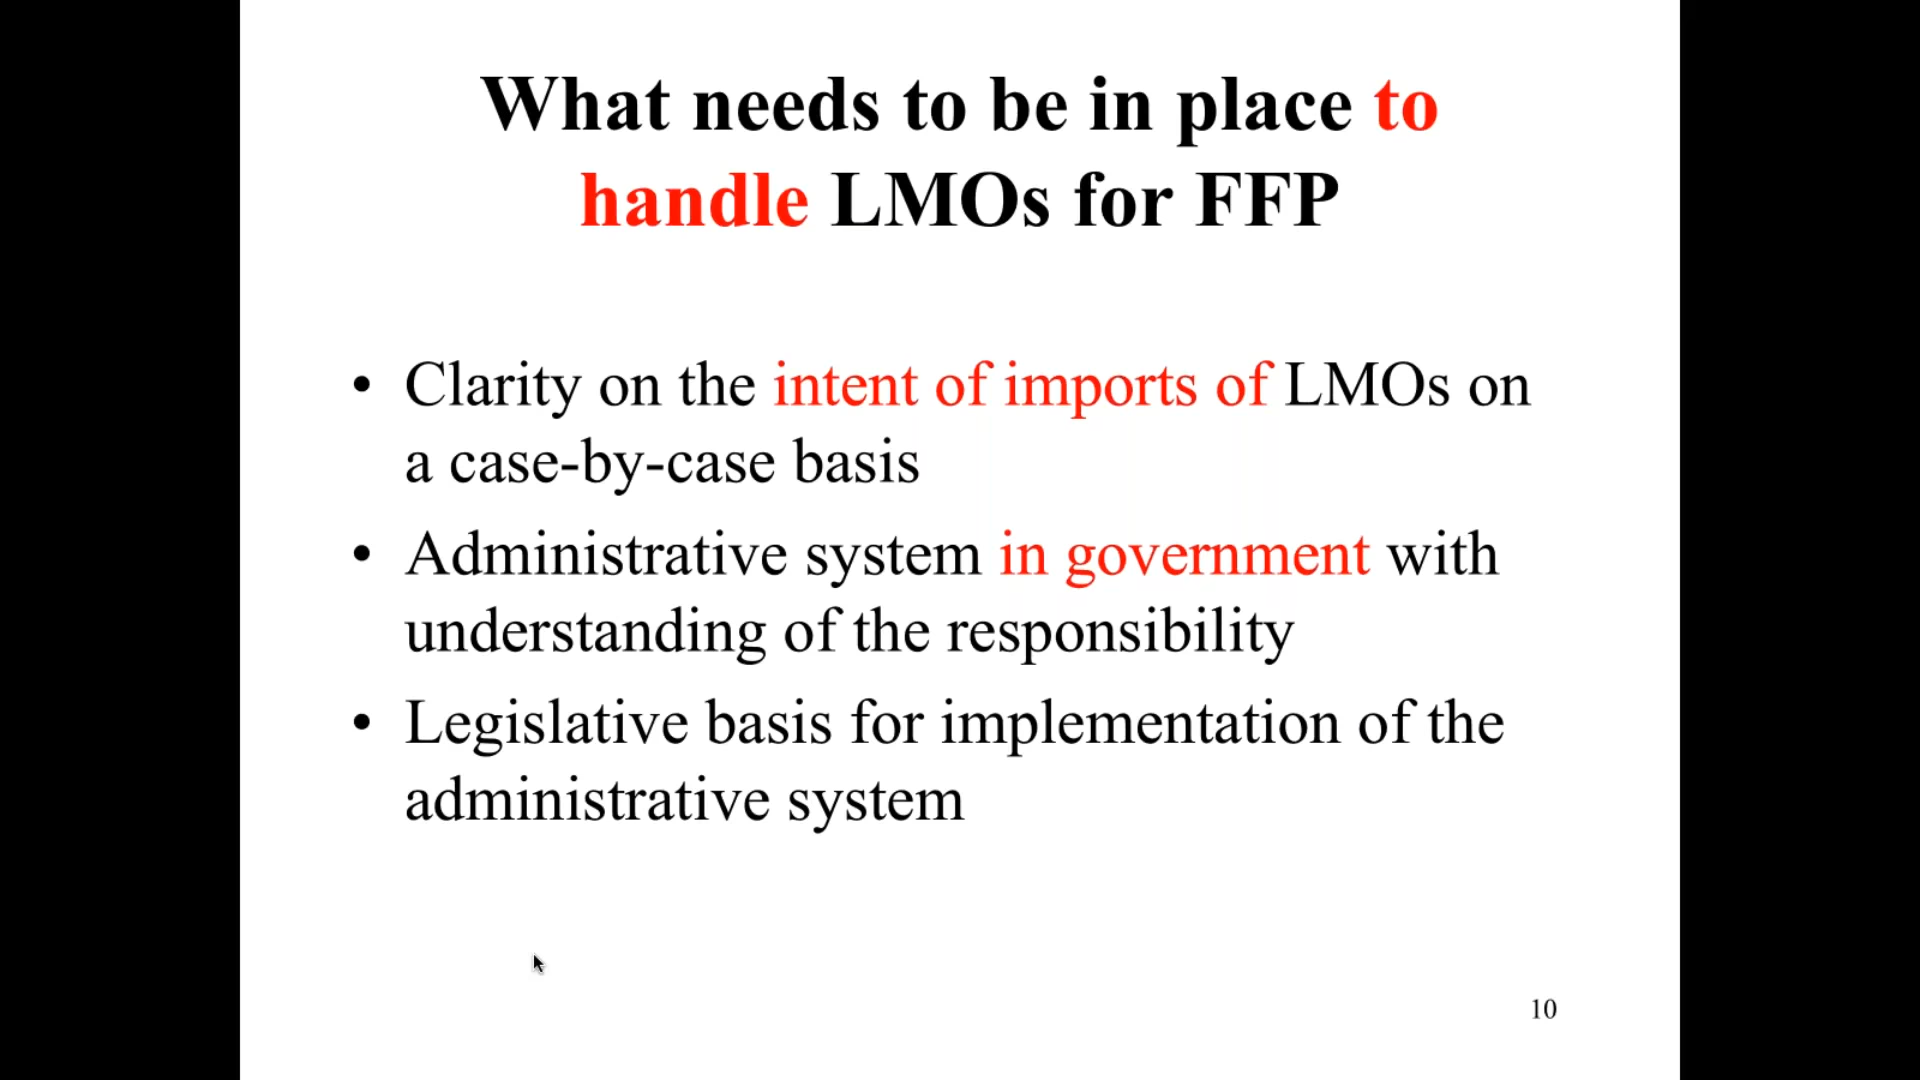 What needs to be in place to
handle LMOs for FFP
• Clarity on the intent of imports of LMOs on
a case-by-case basis
• Administrative system in government with
understanding of the responsibility
• Legislative basis for implementation of the
administrative system
10